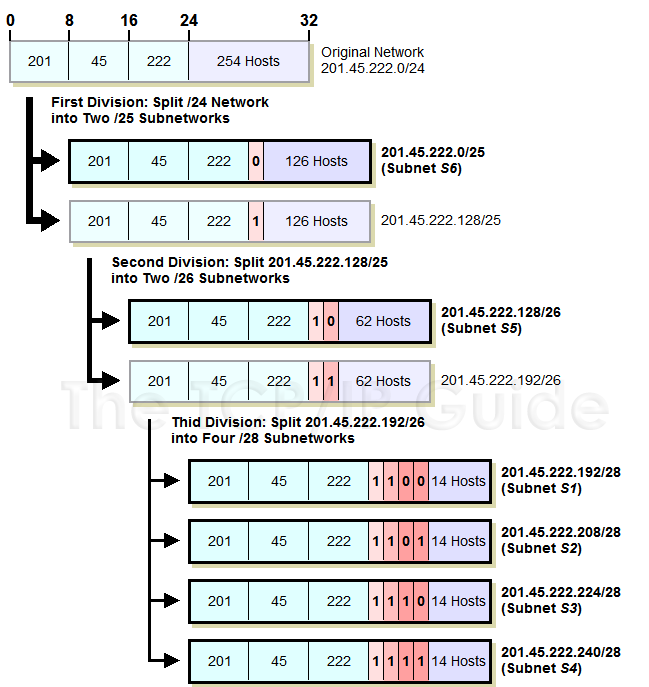 0 8 16 24 32
201 45 222 254 Hosts
Original Network
201.45.222.0/24
First Division: Split /24 Network
into Two /25 Subnetworks
201 45 222 0 126 Hosts
201.45.222.0/25
(Subnet S6)
201 45 222 1 126 Hosts
201.45.222.128/25
Second Division: Split 201.45.222.128/25
into Two /26 Subnetworks
201 45 222 1 0 62 Hosts
201.45.222.128/26
(Subnet S5)
201 45 222 1 1 62 Hosts
201.45.222.192/26
The TCP/IP Guide
Thid Division: Split 201.45.222.192/26
into Four /28 Subnetworks
201 45 222 1 1 0 0 14 Hosts
201.45.222.192/28
(Subnet S1)
201 45 222 1 1 0 1 14 Hosts
201.45.222.208/28
(Subnet S2)
201 45 222 1 1 1 0 14 Hosts
201.45.222.224/28
(Subnet S3)
201 45 222 1 1 1 1 14 Hosts
201.45.222.240/28
(Subnet S4)